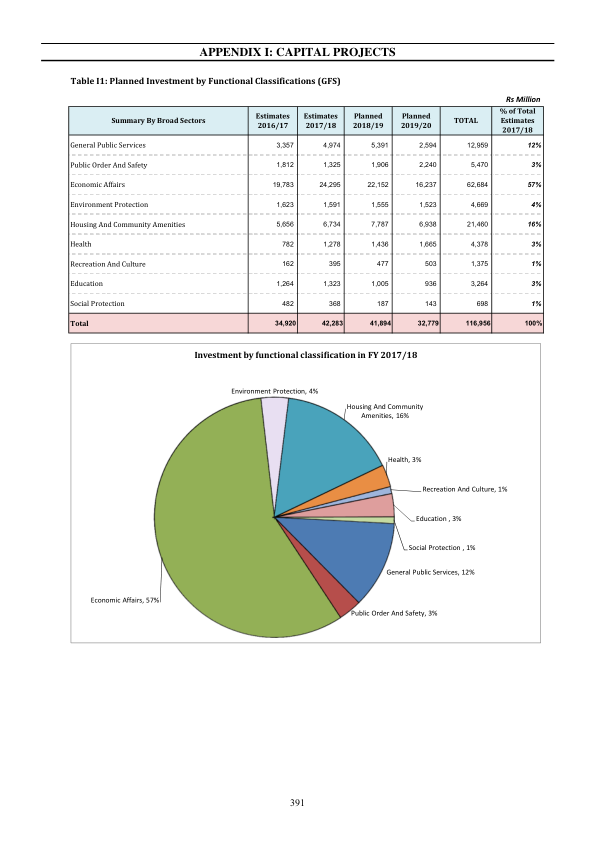 APPENDIX I: CAPITAL PROJECTS
Table I1: Planned Investment by Functional Classifications (GFS)
Rs Million
Summary By Broad Sectors Estimates 2016/17 Estimates 2017/18 Planned 2018/19 Planned 2019/20 TOTAL % of Total Estimates 2017/18
General Public Services 3,357 4,974 5,391 2,594 12,959 12%
Public Order And Safety 1,812 1,325 1,906 2,240 5,470 3%
Economic Affairs 19,783 24,295 22,152 16,237 62,684 57%
Environment Protection 1,623 1,591 1,555 1,523 4,669 4%
Housing And Community Amenities 5,656 6,734 7,787 6,938 21,460 16%
Health 782 1,278 1,436 1,665 4,378 3%
Recreation And Culture 162 395 477 503 1,375 1%
Education 1,264 1,323 1,005 936 3,264 3%
Social Protection 482 368 187 143 698 1%
Total 34,920 42,283 41,894 32,779 116,956 100%
Investment by functional classification in FY 2017/18
Environment Protection, 4%
Housing And Community
Amenities, 16%
Health, 3%
Recreation And Culture, 1%
Education , 3%
Social Protection , 1%
General Public Services, 12%
Economic Affairs, 57%
Public Order And Safety, 3%
391